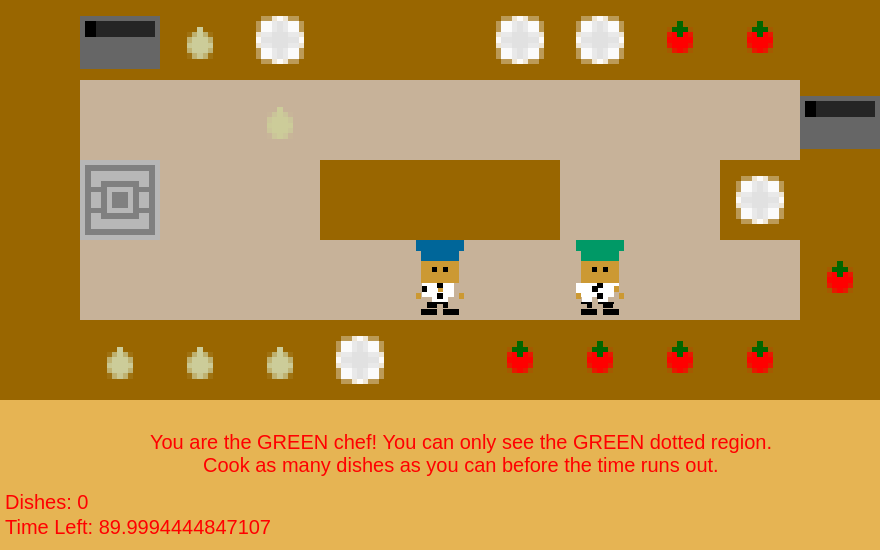 You are the GREEN chef! You can only see the GREEN dotted region.
Cook as many dishes as you can before the time runs out.
Dishes: 0
Time Left: 89.9994444847107